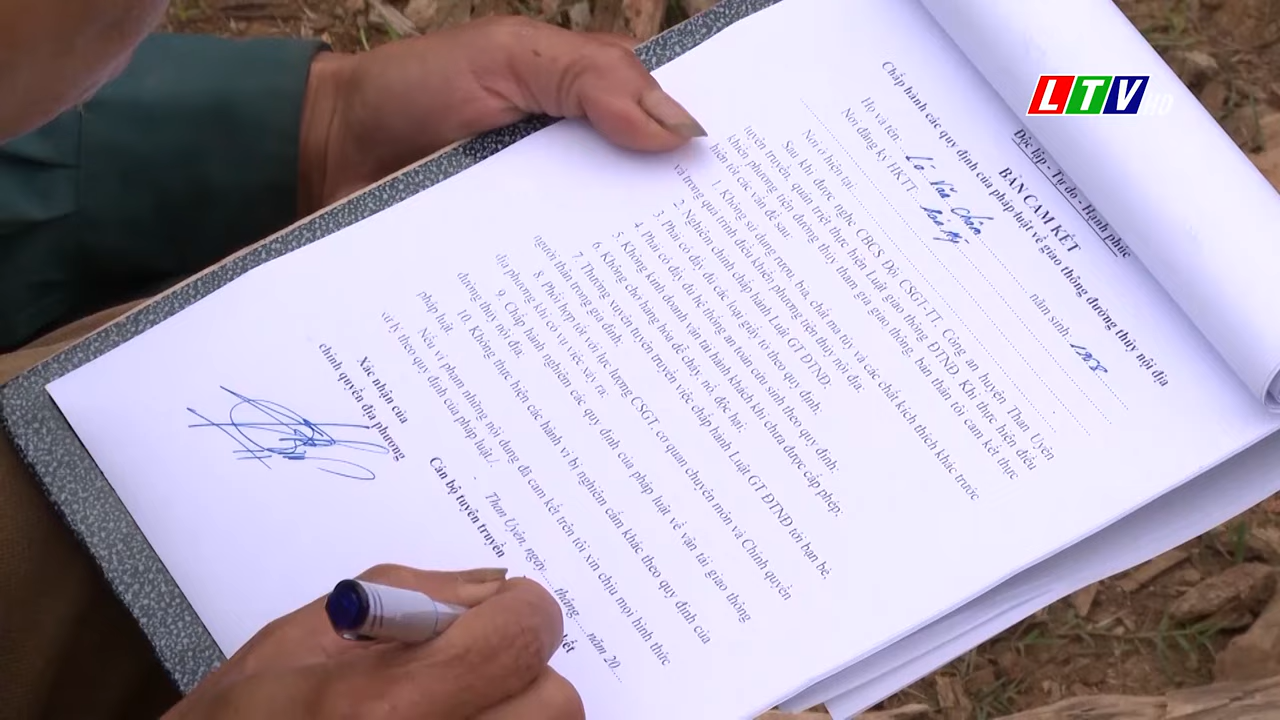 LTV HD
Độc lập - Tự do - Hạnh phúc
BẢN CAM KẾT
Chấp hành các quy định của pháp luật về giao thông đường thủy nội địa
Họ và tên: Lò Văn Chăm năm sinh: 1958
Nơi đăng ký HKTT:
Nơi ở hiện tại:
Sau khi được nghe CBCS Đội CSGT-TT, Công an huyện Than Uyên
tuyên truyền, quán triệt thực hiện Luật giao thông ĐTNĐ. Khi thực hiện điều
khiển phương tiện đường thủy tham gia giao thông, bản thân tôi cam kết thực
hiện tốt các vấn đề sau:
1. Không sử dụng rượu, bia, chất ma túy và các chất kích thích khác trước
và trong quá trình điều khiển phương tiện thủy nội địa;
2. Nghiêm chỉnh chấp hành Luật GT ĐTNĐ;
3. Phải có đầy đủ các loại giấy tờ theo quy định;
4. Phải có đầy đủ hệ thống an toàn cứu sinh theo quy định;
5. Không kinh doanh vận tải hành khách khi chưa được cấp phép;
6. Không chở hàng hóa dễ cháy, nổ, độc hại;
7. Thường xuyên tuyên truyền việc chấp hành Luật GT ĐTNĐ tới bạn bè,
người thân trong gia đình.
8. Phối hợp tốt với lực lượng CSGT, cơ quan chuyên môn và Chính quyền
địa phương khi có vụ việc xảy ra;
9. Chấp hành nghiêm các quy định của pháp luật về vận tải giao thông
đường thủy nội địa.
10. Không thực hiện các hành vi bị nghiêm cấm khác theo quy định của
pháp luật.
Nếu vi phạm những nội dung đã cam kết trên tôi xin chịu mọi hình thức
xử lý theo quy định của pháp luật./.
Than Uyên, ngày..... tháng..... năm 20.....
Xác nhận của
chính quyền địa phương
Cán bộ tuyên truyền
kết